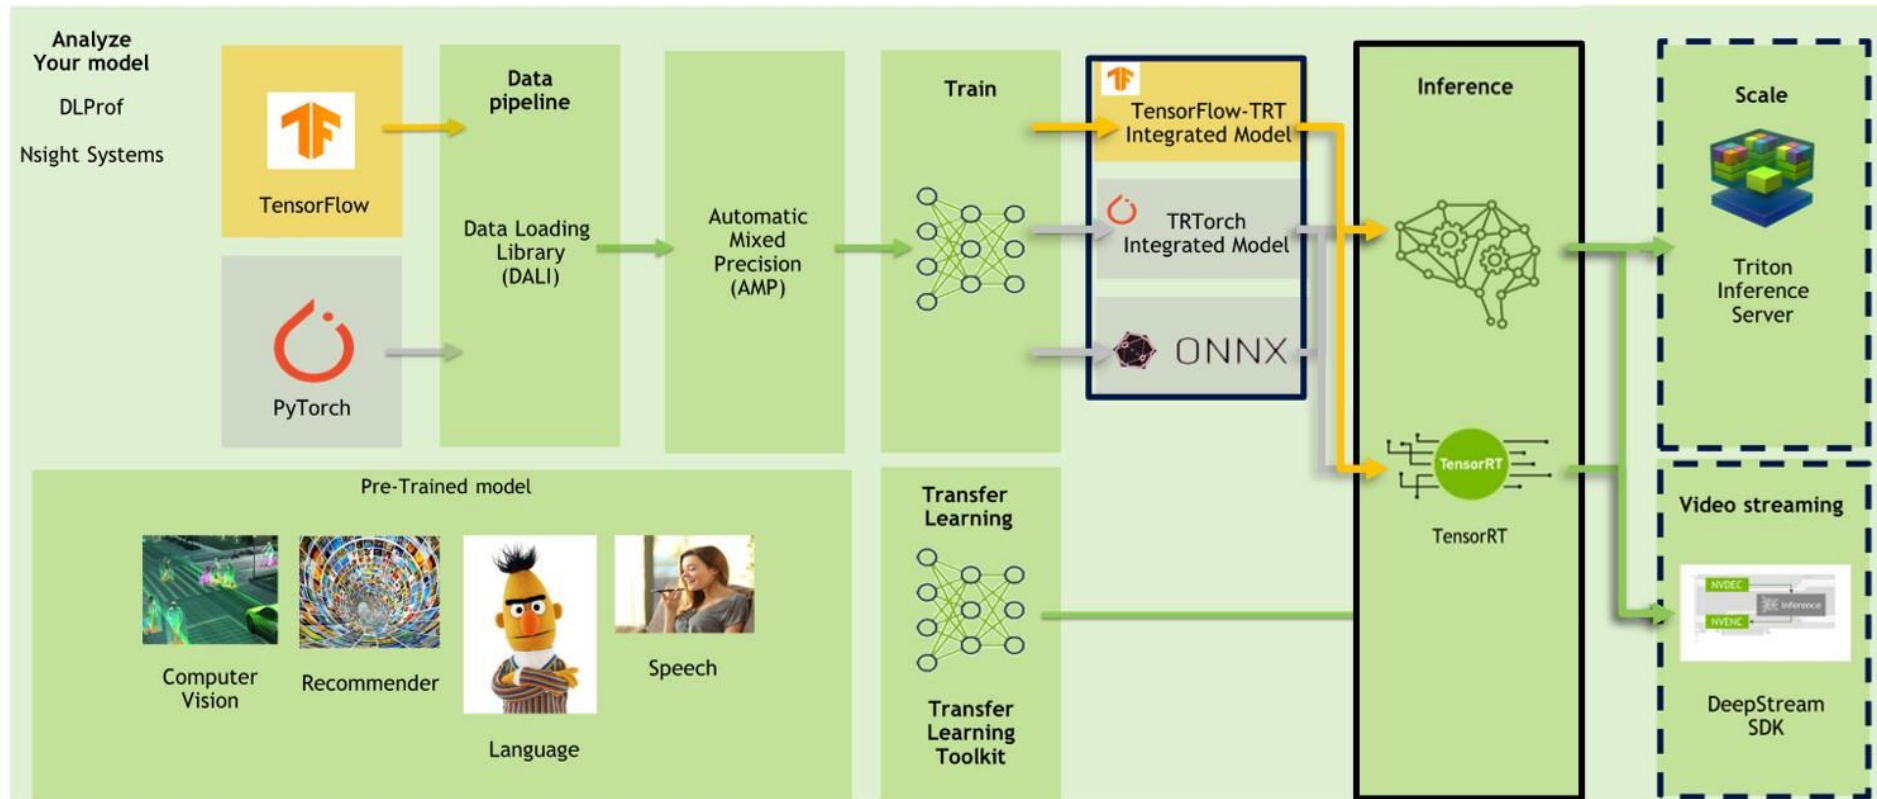 Analyze
Your model
DLProf
Nsight Systems
TensorFlow
PyTorch
Data
pipeline
Data Loading
Library
(DALI)
Automatic
Mixed
Precision
(AMP)
Train
TensorFlow-TRT
Integrated Model
TRTorch
Integrated Model
ONNX
Inference
TensorRT
TensorRT
Scale
Triton
Inference
Server
Pre-Trained model
Computer
Vision
Recommender
Language
Speech
Transfer
Learning
Transfer
Learning
Toolkit
Video streaming
NVDEC
Inference
NVENC
DeepStream
SDK